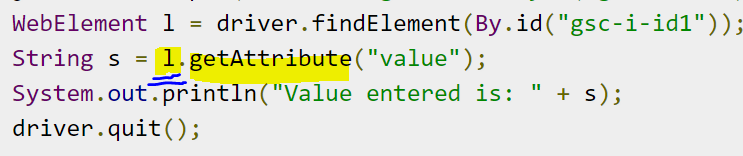 WebElement l = driver.findElement(By.id("gsc-i-id1"));
String s = l.getAttribute("value");
System.out.println("Value entered is: " + s);
driver.quit();